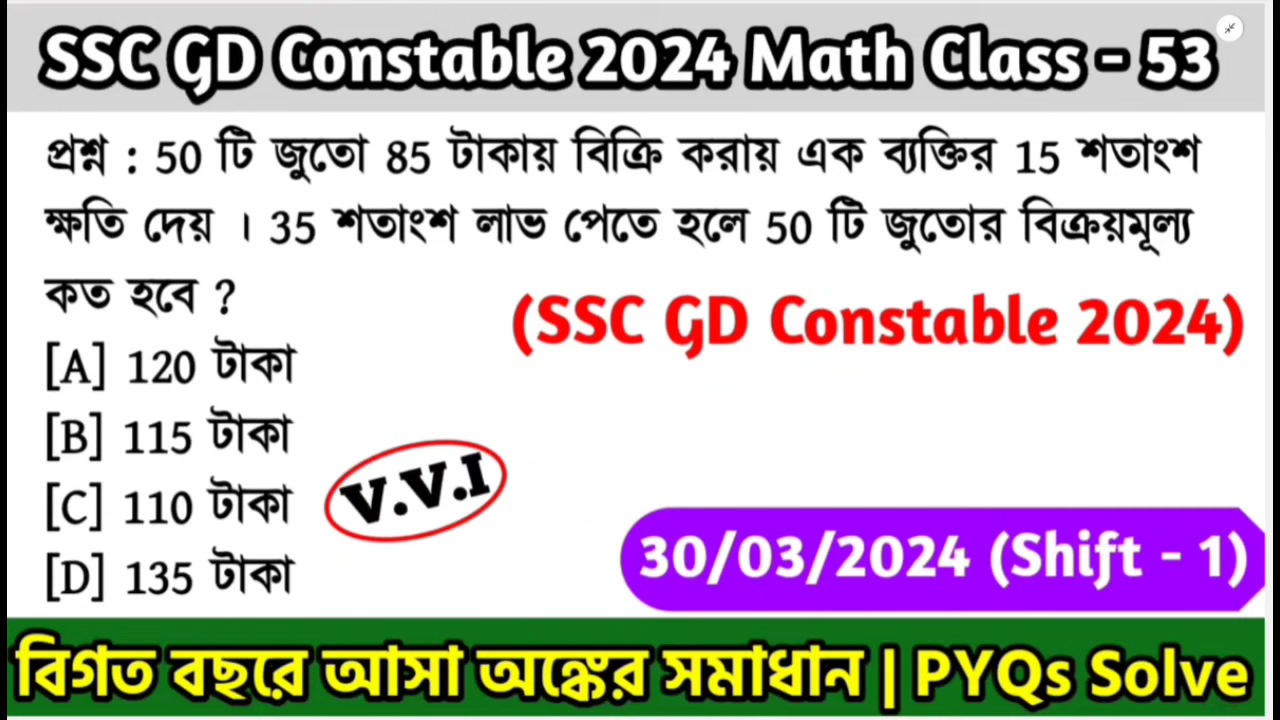 SSC GD Constable 2024 Math Class - 53
প্রশ্ন : 50 টি জুতো 85 টাকায় বিক্রি করায় এক ব্যক্তির 15 শতাংশ
ক্ষতি দেয় । 35 শতাংশ লাভ পেতে হলে 50 টি জুতোর বিক্রয়মূল্য
কত হবে ?
(SSC GD Constable 2024)
[A] 120 টাকা
[B] 115 টাকা
[C] 110 টাকা
V.V.I
[D] 135 টাকা
30/03/2024 (Shift - 1)
বিগত বছরে আসা অঙ্কের সমাধান | PYQs Solve